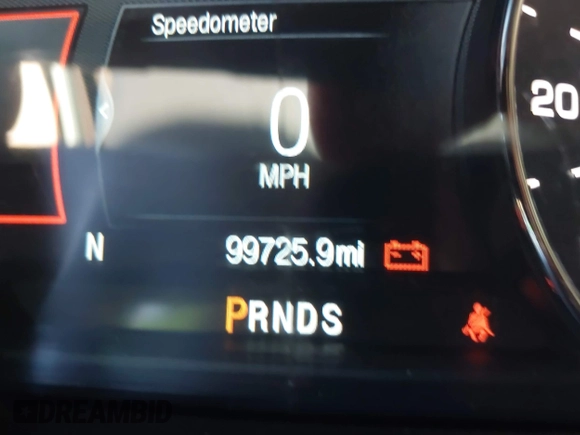 Speedometer
20
0
MPH
N
99725.9mi
PRNDS
DREAMBID